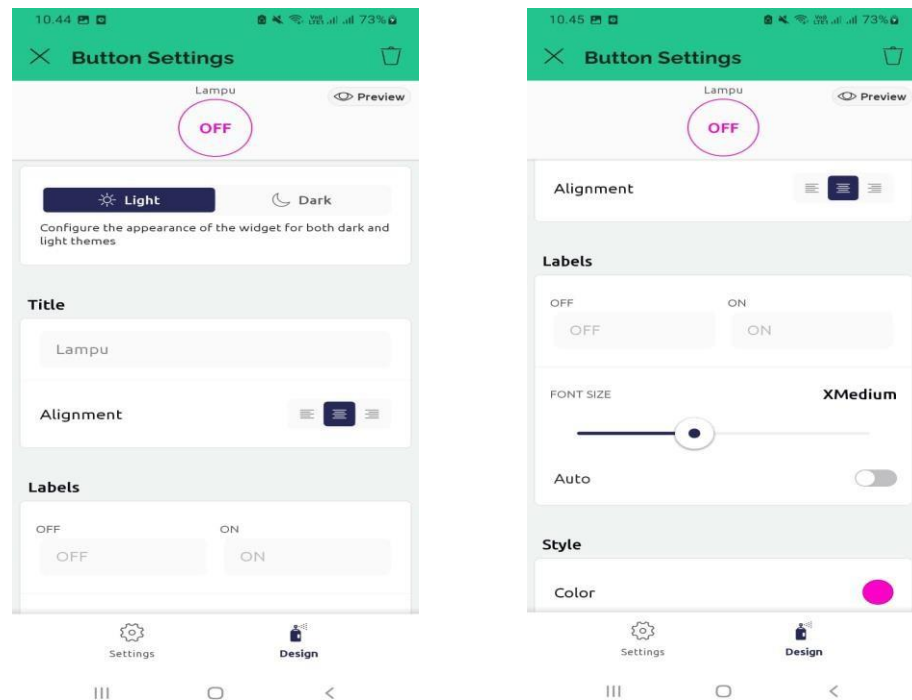 10.44
73%
Button Settings
Lampu
Preview
OFF
Light
Dark
Configure the appearance of the widget for both dark and
light themes
Title
Lampu
Alignment
Labels
OFF
ON
OFF
ON
Settings
Design
10.45
73%
Button Settings
Lampu
Preview
OFF
Alignment
Labels
OFF
ON
OFF
ON
FONT SIZE
XMedium
Auto
Style
Color
Settings
Design